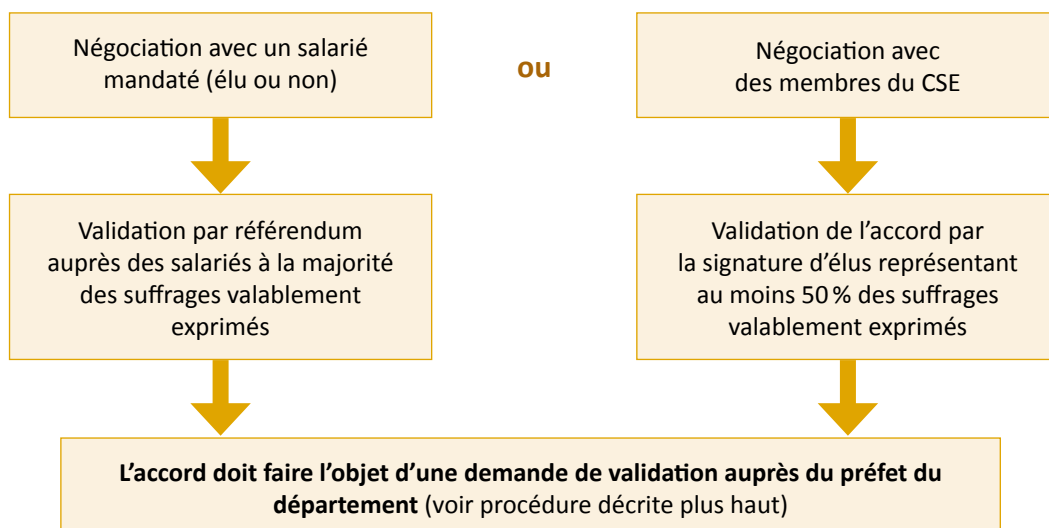 Négociation avec un salarié
mandaté (élu ou non)
ou
Négociation avec
des membres du CSE
Validation par référendum
auprès des salariés à la majorité
des suffrages valablement
exprimés
Validation de l’accord par
la signature d’élus représentant
au moins 50 % des suffrages
valablement exprimés
L’accord doit faire l’objet d’une demande de validation auprès du préfet du
département (voir procédure décrite plus haut)